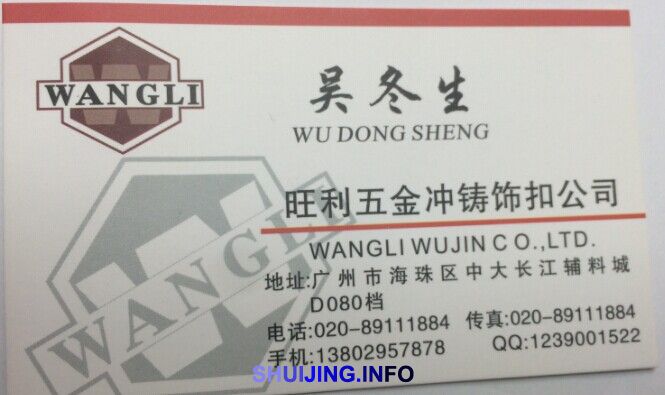 WANGLI
吴冬生
WU DONG SHENG
旺利五金冲铸饰扣公司
WANGLI
WANGLI WUJIN CO.,LTD.
地址:广州市海珠区中大长江辅料城
D080档
电话:020-89111884 传真:020-89111884
手机:13802957878 QQ:1239001522
SHUIJING.INFO